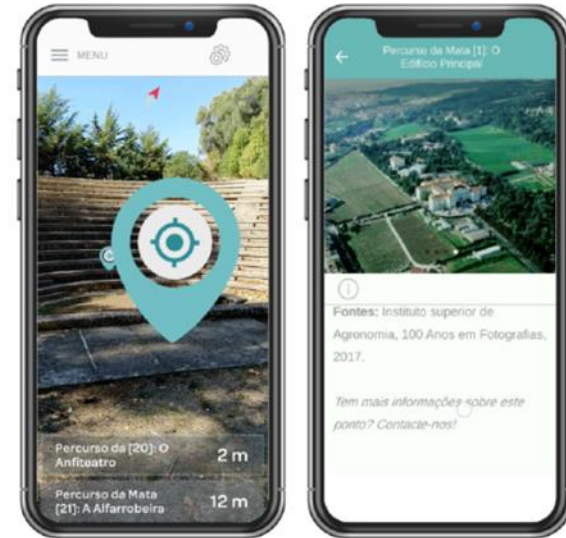 MENU
Percurso da [20]: O
Anfiteatro
2 m
Percurso da Mata
[21]: A Alfarrobeira
12 m
Percurso da Mata [1]: O
Edifício Principal
Fontes: Instituto superior de
Agronomia, 100 Anos em Fotografias,
2017.
Tem mais informações sobre este
ponto? Contacte-nos!